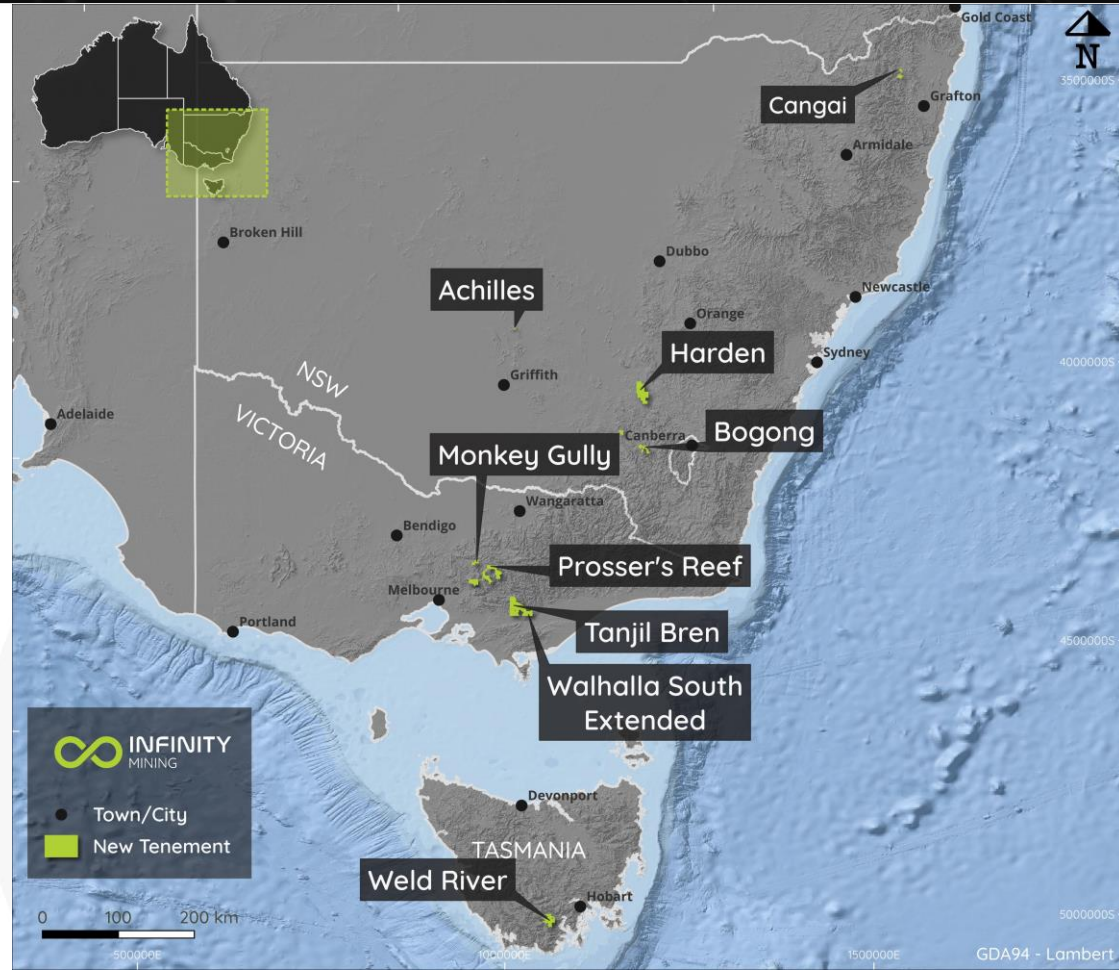 Gold Coast
N
3500000S
Cangai
Grafton
Armidale
Broken Hill
Dubbo
Achilles
Newcastle
Orange
Harden
Sydney
4000000S
NSW
Griffith
VICTORIA
Adelaide
Canberra
Bogong
Monkey Gully
Wangaratta
Bendigo
Prosser's Reef
Melbourne
Portland
Tanjil Bren
4500000S
Walhalla South
Extended
INFINITY
MINING
Town/City
New Tenement
Devonport
TASMANIA
Weld River
Hobart
0 100 200 km
5000000S
500000E
1000000E
1500000E
GDA94 - Lambert